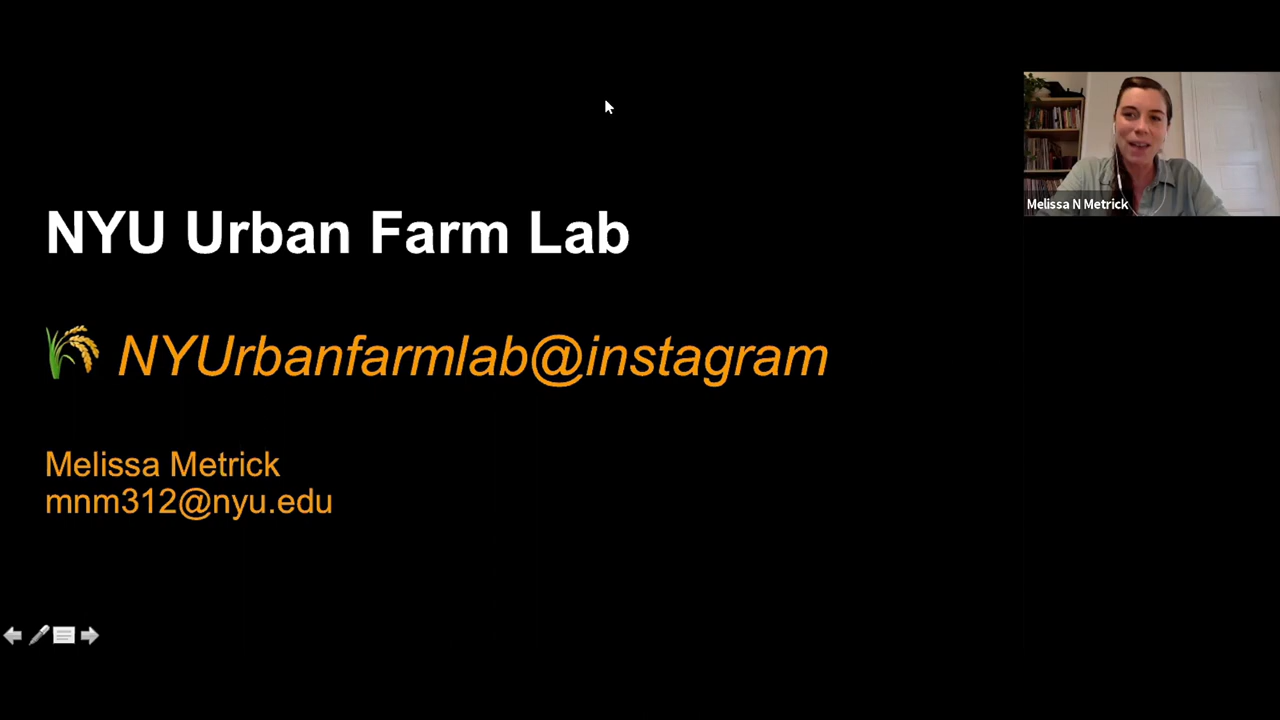 NYU Urban Farm Lab
NYUrbanfarmlab@instagram
Melissa Metrick
mnm312@nyu.edu
Melissa N Metrick